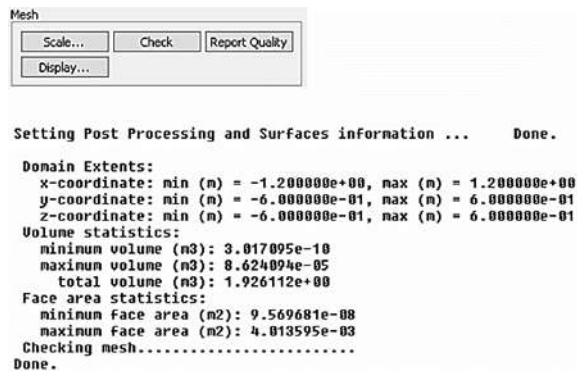 Mesh
Scale... Check Report Quality
Display...
Setting Post Processing and Surfaces information ... Done.
Domain Extents:
x-coordinate: min (m) = -1.200000e+00, max (m) = 1.200000e+00
y-coordinate: min (m) = -6.000000e-01, max (m) = 6.000000e-01
z-coordinate: min (m) = -6.000000e-01, max (m) = 6.000000e-01
Volume statistics:
minimum volume (m3): 3.017095e-10
maximum volume (m3): 8.624094e-05
total volume (m3): 1.926112e+00
Face area statistics:
minimum face area (m2): 9.569681e-08
maximum face area (m2): 4.013595e-03
Checking mesh.........................
Done.